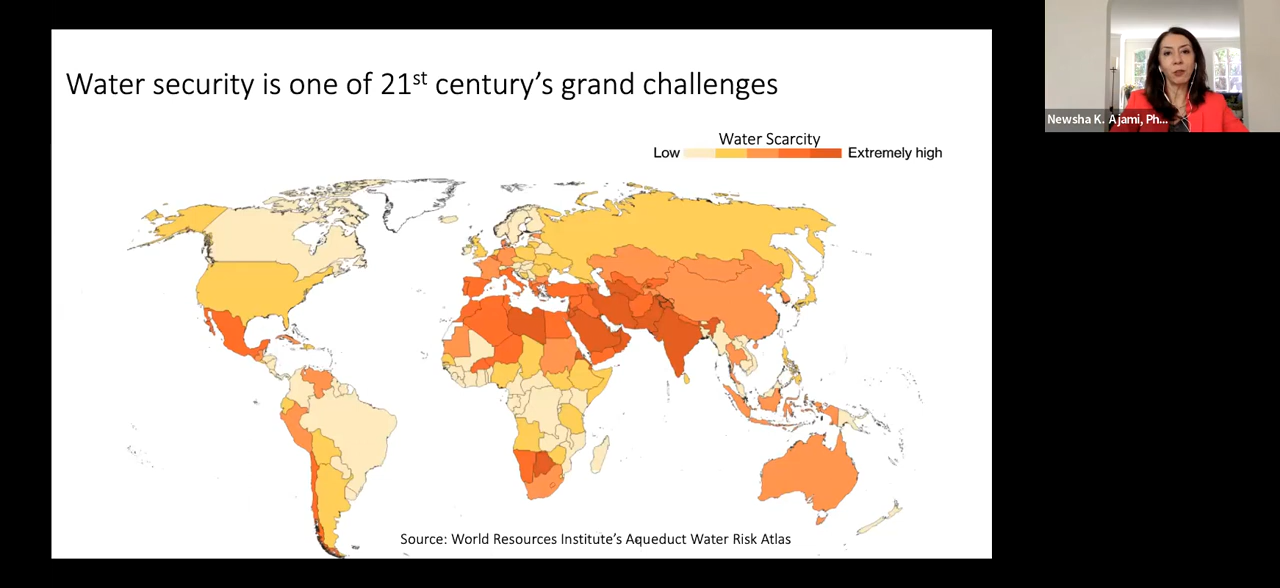 Water security is one of 21st century's grand challenges
Newsha K. Ajami, Ph...
Water Scarcity
Low Extremely high
Source: World Resources Institute's Aqueduct Water Risk Atlas